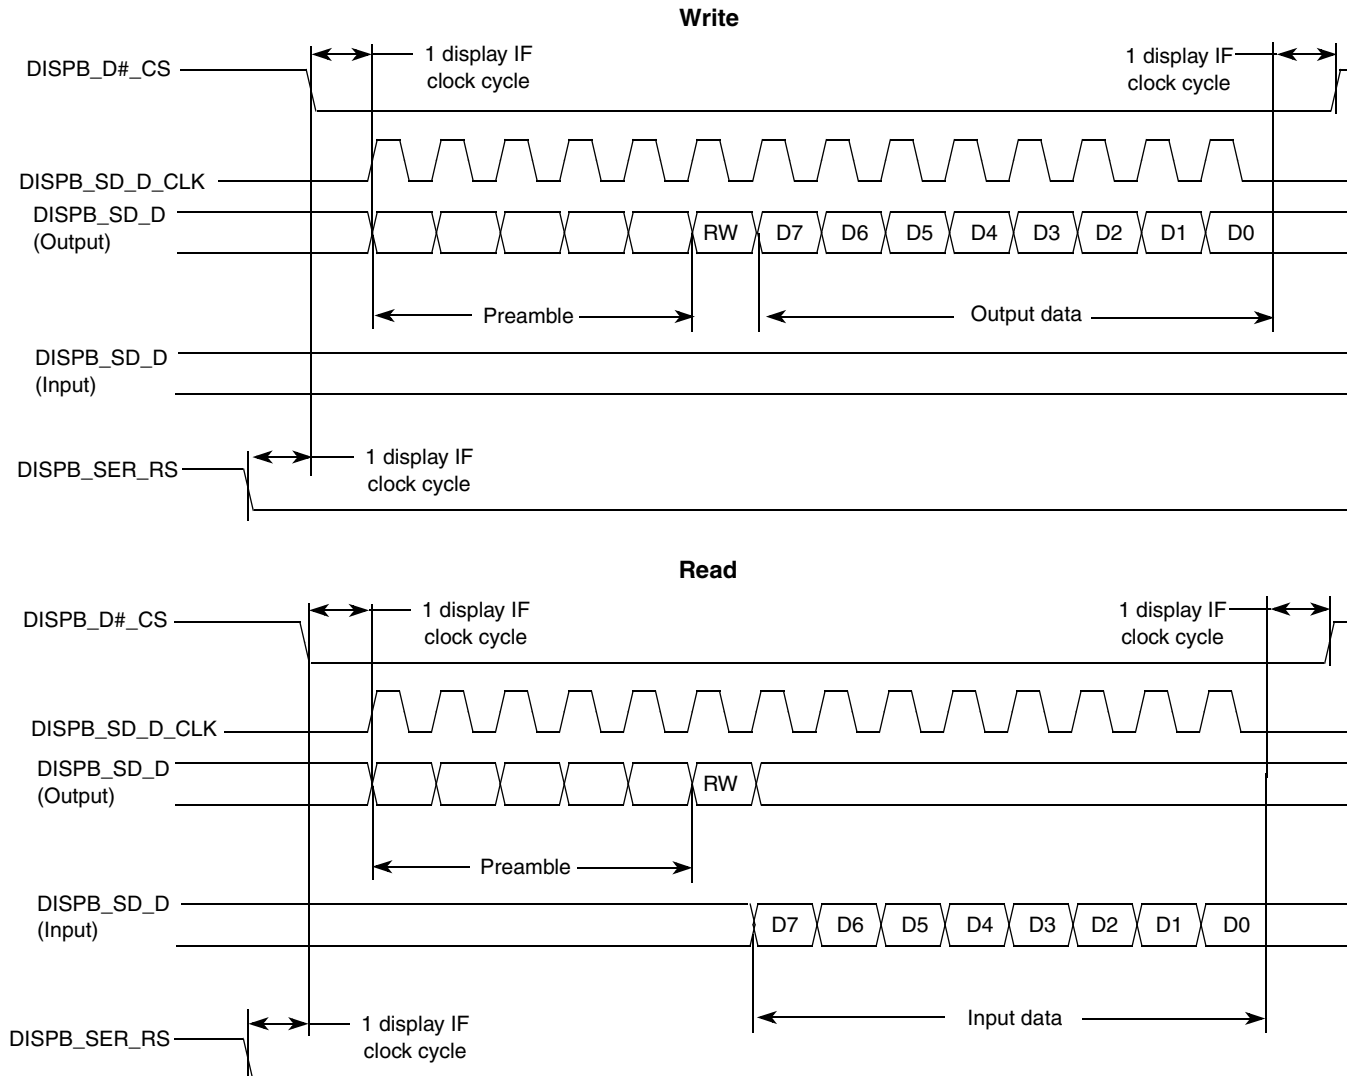 Write
DISPB_D#_CS
1 display IF
clock cycle
1 display IF
clock cycle
DISPB_SD_D_CLK
DISPB_SD_D
(Output)
RW D7 D6 D5 D4 D3 D2 D1 D0
Preamble
Output data
DISPB_SD_D
(Input)
DISPB_SER_RS
1 display IF
clock cycle
Read
DISPB_D#_CS
1 display IF
clock cycle
1 display IF
clock cycle
DISPB_SD_D_CLK
DISPB_SD_D
(Output)
RW
Preamble
DISPB_SD_D
(Input)
D7 D6 D5 D4 D3 D2 D1 D0
Input data
DISPB_SER_RS
1 display IF
clock cycle